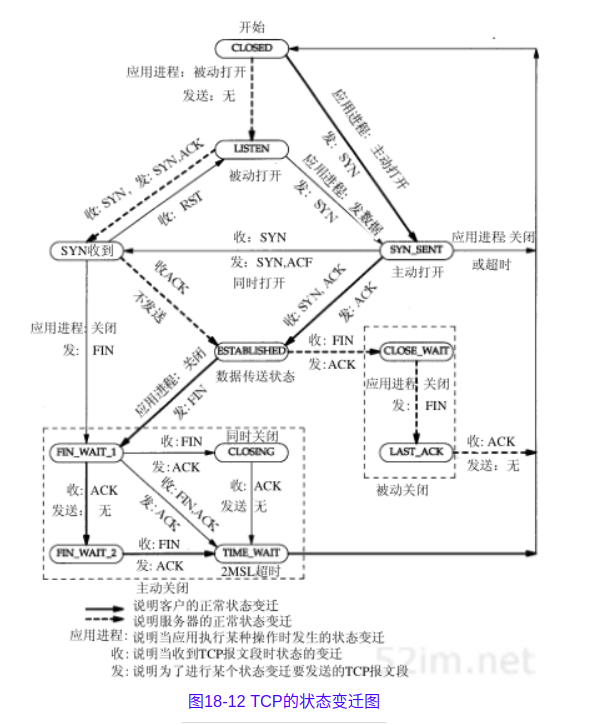 开始
CLOSED
应用进程：被动打开
发送：无
应用进程：主动打开
发：SYN
LISTEN
被动打开
收：SYN，发：SYN,ACK
收：RST
应用进程：发数据
发：SYN
SYN收到
收：SYN
发：SYN,ACF
同时打开
SYN_SENT
主动打开
应用进程:关闭
或超时
收ACK
不发送
收：SYN, ACK
发：ACK
应用进程:关闭
发: FIN
ESTABLISHED
数据传送状态
收: FIN
发:ACK
CLOSE_WAIT
应用进程:关闭
发: FIN
应用进程 关闭
发: FIN
LAST_ACK
收: ACK
发送: 无
被动关闭
FIN_WAIT_1
收: FIN
发: ACK
同时关闭
CLOSING
收: ACK
发送: 无
收: FIN,ACK
发: ACK
收: ACK
发送 无
FIN_WAIT_2
收: FIN
发: ACK
TIME_WAIT
2MSL超时
主动关闭
说明客户的正常状态变迁
说明服务器的正常状态变迁
应用进程: 说明当应用执行某种操作时发生的状态变迁
收: 说明当收到TCP报文段时状态的变迁
发: 说明为了进行某个状态变迁要发送的TCP报文段
52im.net
图18-12 TCP的状态变迁图